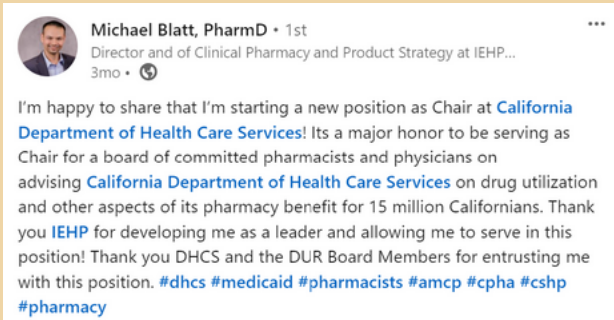 Michael Blatt, PharmD • 1st
Director and of Clinical Pharmacy and Product Strategy at IEHP...
3mo •
I'm happy to share that I'm starting a new position as Chair at California
Department of Health Care Services! Its a major honor to be serving as
Chair for a board of committed pharmacists and physicians on
advising California Department of Health Care Services on drug utilization
and other aspects of its pharmacy benefit for 15 million Californians. Thank
you IEHP for developing me as a leader and allowing me to serve in this
position! Thank you DHCS and the DUR Board Members for entrusting me
with this position. #dhcs #medicaid #pharmacists #amcp #cpha #cshp
#pharmacy